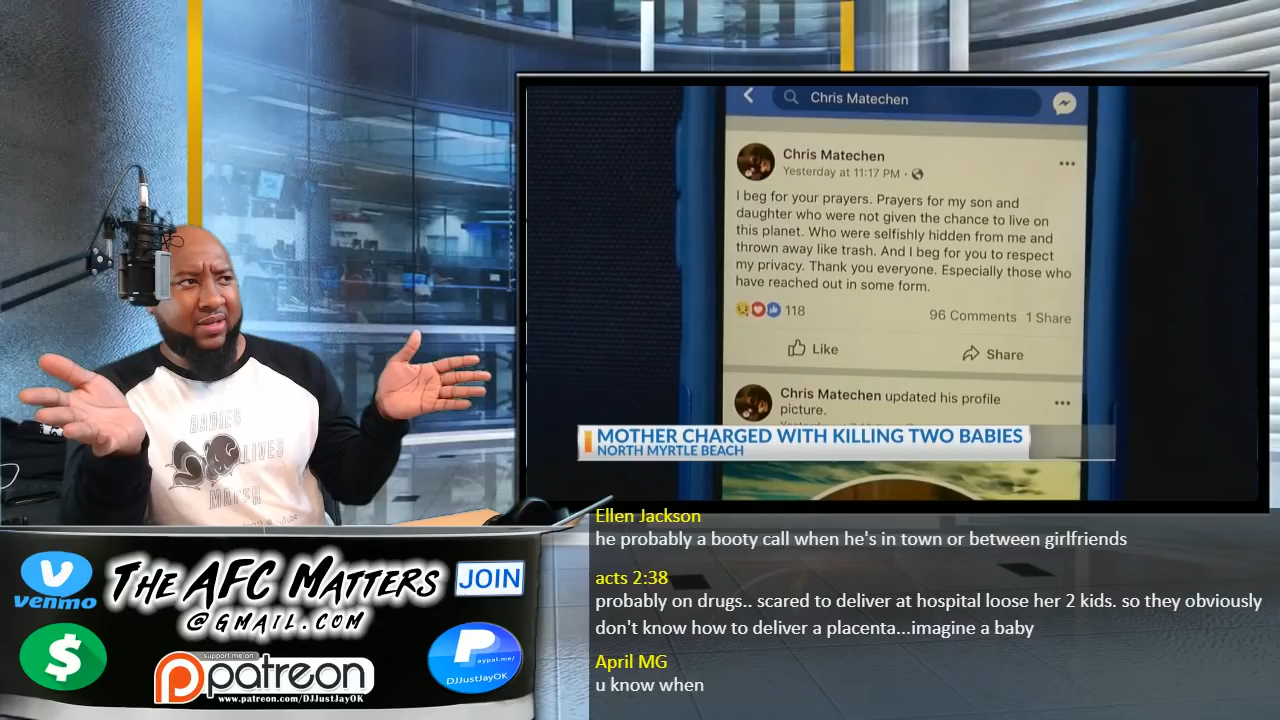 Chris Matechen
Chris Matechen
Yesterday at 11:17 PM ·
I beg for your prayers. Prayers for my son and
daughter who were not given the chance to live on
this planet. Who were selfishly hidden from me and
thrown away like trash. And I beg for you to respect
my privacy. Thank you everyone. Especially those who
have reached out in some form.
118
96 Comments 1 Share
Like Share
Chris Matechen updated his profile
picture.
MOTHER CHARGED WITH KILLING TWO BABIES
NORTH MYRTLE BEACH
BABIES
LIVES
Ellen Jackson
he probably a booty call when he's in town or between girlfriends
acts 2:38
probably on drugs.. scared to deliver at hospital loose her 2 kids. so they obviously
don't know how to deliver a placenta...imagine a baby
April MG
u know when
venmo
THE AFC MATTERS
@GMAIL.COM
JOIN
$
support me on
patreon
www.patreon.com/DJJustJayOK
P
aypal.me/
DJJUSTJAYOK